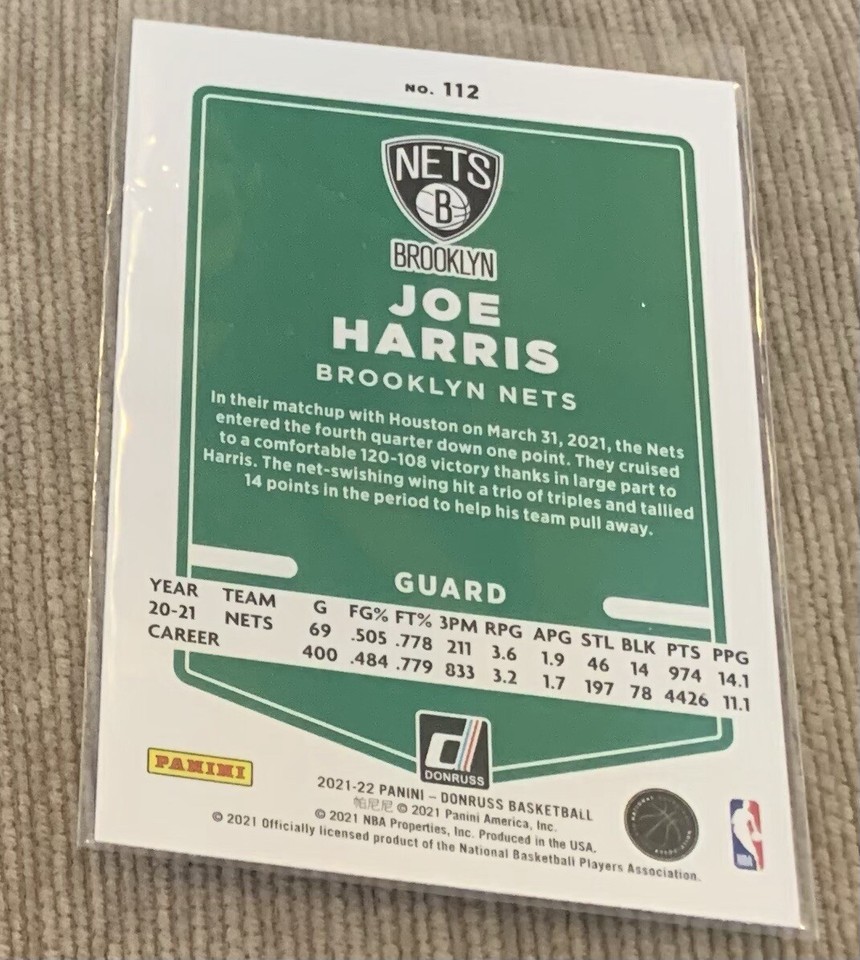 NO. 112
NETS
B
BROOKLYN
JOE
HARRIS
BROOKLYN NETS
In their matchup with Houston on March 31, 2021, the Nets
entered the fourth quarter down one point. They cruised
to a comfortable 120-108 victory thanks in large part to
Harris. The net-swishing wing hit a trio of triples and tallied
14 points in the period to help his team pull away.
GUARD
YEAR TEAM G FG% FT% 3PM RPG APG STL BLK PTS PPG
20-21 NETS 69 .505 .778 211 3.6 1.9 46 14 974 14.1
CAREER 400 .484 .779 833 3.2 1.7 197 78 4426 11.1
d
DONRUSS
PANINI
2021-22 PANINI – DONRUSS BASKETBALL
帕尼尼 © 2021 Panini America, Inc.
© 2021 NBA Properties, Inc. Produced in the USA.
© 2021 Officially licensed product of the National Basketball Players Association.
NBA